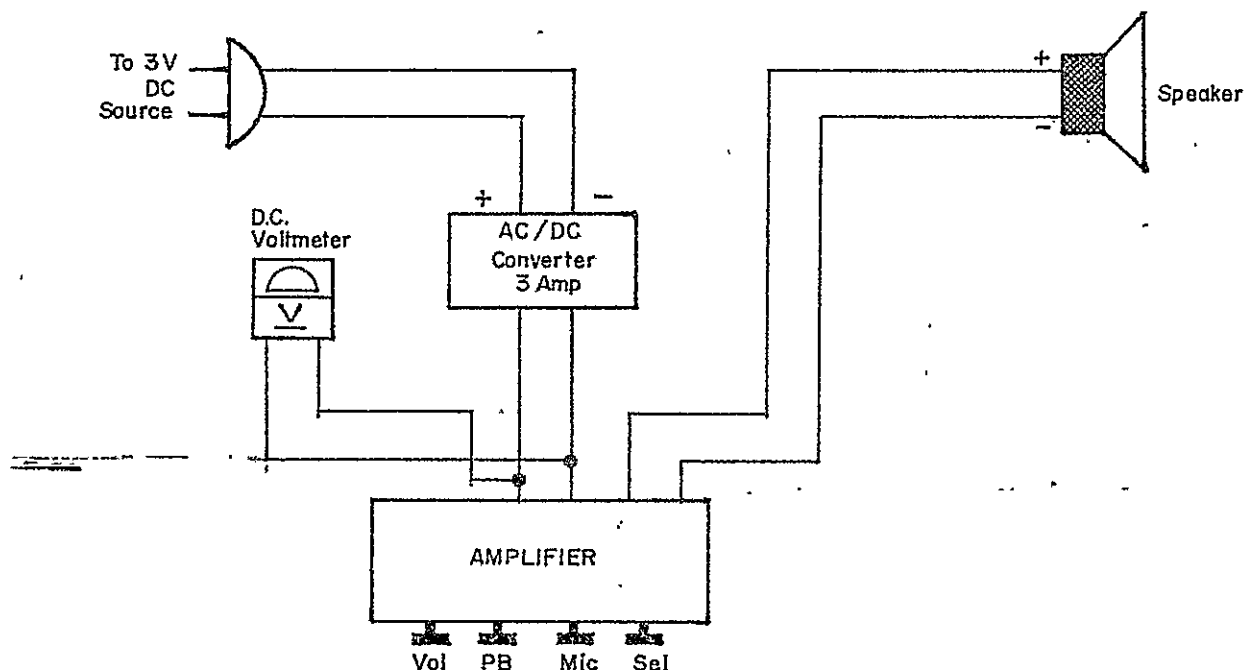 To 3V
DC
Source
+
-
Speaker
+
-
D.C.
Voltmeter
AC/DC
Converter
3 Amp
V
AMPLIFIER
Vol PB Mic Sel